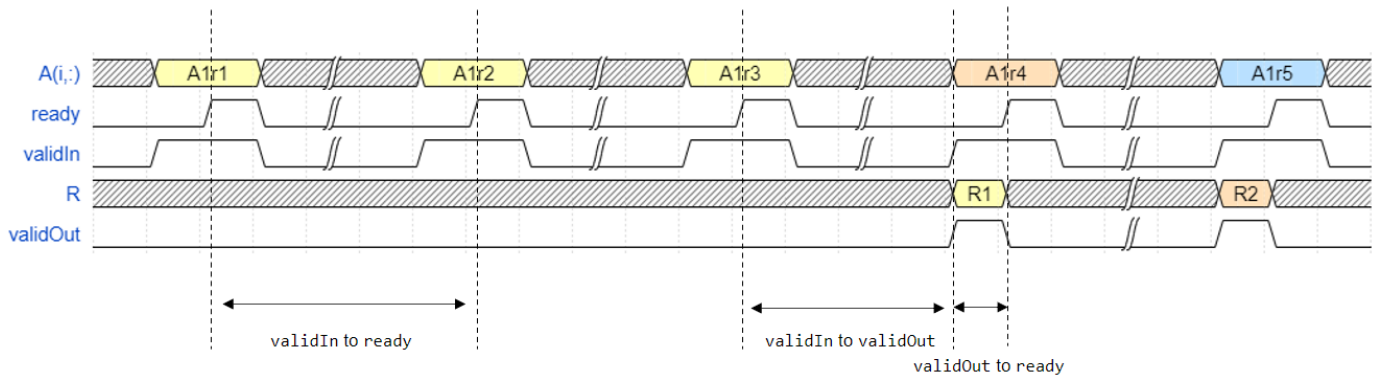 A(i,:) A1r1 A1r2 A1r3 A1r4 A1r5
ready
validIn
R R1 R2
validOut
validIn to ready
validIn to validOut
validOut to ready